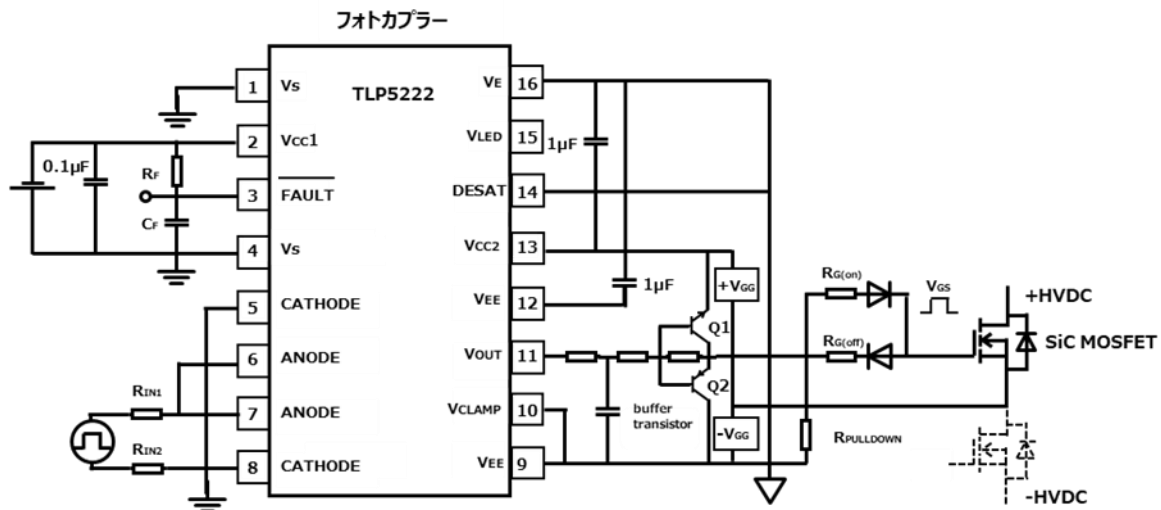 フォトカプラー
TLP5222
1 Vs
2 Vcc1
3 FAULT
4 Vs
5 CATHODE
6 ANODE
7 ANODE
8 CATHODE
VE 16
VLED 15
DESAT 14
VCC2 13
VEE 12
VOUT 11
VCLAMP 10
VEE 9
0.1μF
RF
CF
RIN1
RIN2
1μF
1μF
Q1
Q2
buffer
transistor
+VGG
-VGG
RG(on)
RG(off)
RPULLDOWN
VGS
+HVDC
SiC MOSFET
-HVDC